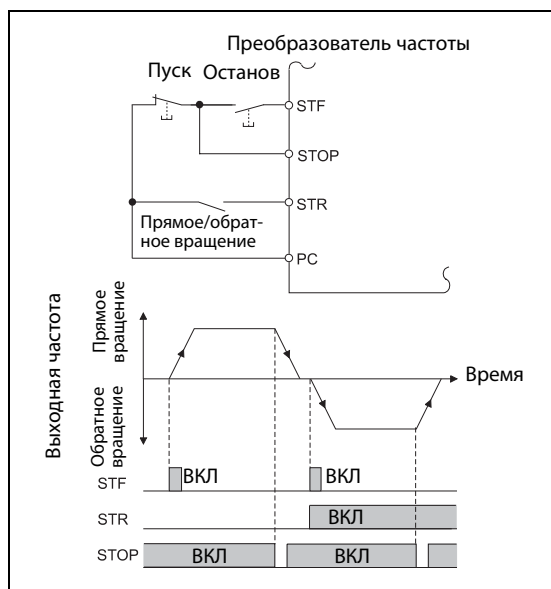 Преобразователь частоты
Пуск
Останов
STF
STOP
STR
Прямое/обрат-
ное вращение
PC
Выходная частота
Прямое
вращение
Обратное
вращение
Время
STF
ВКЛ
ВКЛ
STR
ВКЛ
STOP
ВКЛ
ВКЛ